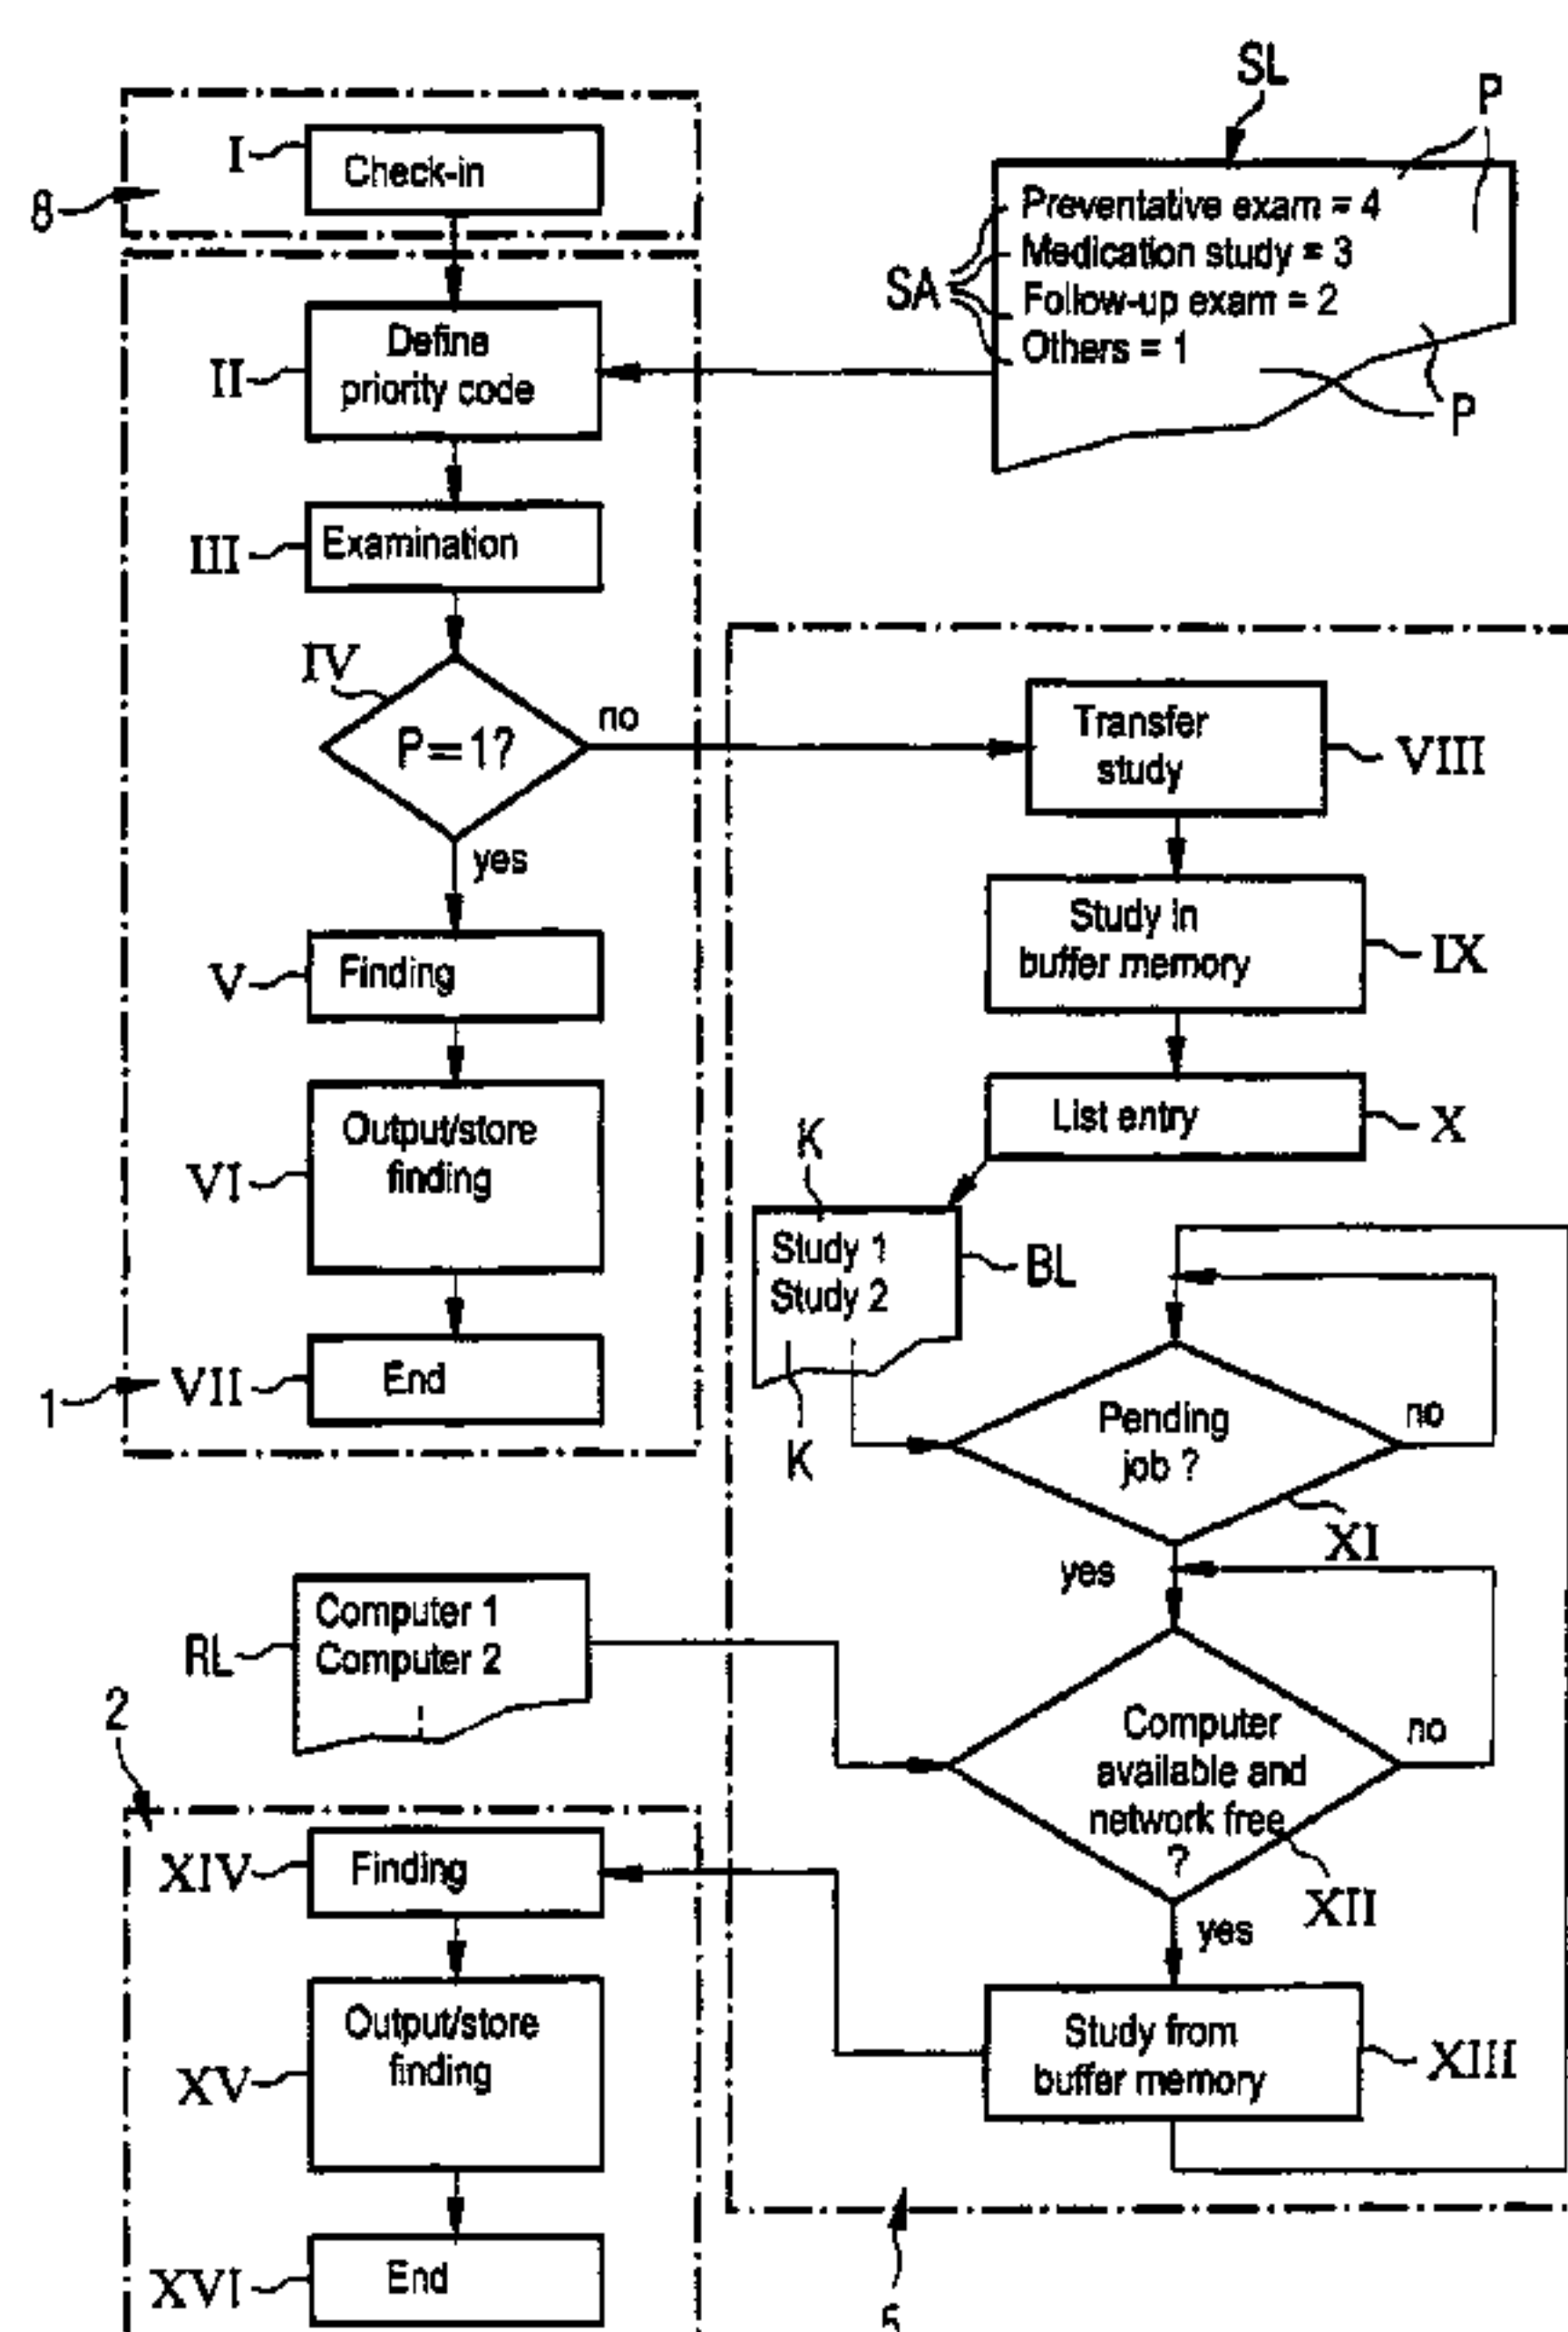 SL
P
I
Check-in
8
Preventative exam = 4
Medication study = 3
Follow-up exam = 2
Others = 1
SA
P
II
Define
priority code
III
Examination
IV
P=1?
no
yes
Transfer
study
VIII
Study in
buffer memory
IX
V
Finding
List entry
X
VI
Output/store
finding
K
Study 1
Study 2
BL
K
VII
End
1
Pending
job ?
no
XI
yes
RL
Computer 1
Computer 2
Computer
available and
network free
?
no
XII
yes
2
XIV
Finding
Study from
buffer memory
XIII
XV
Output/store
finding
XVI
End
5